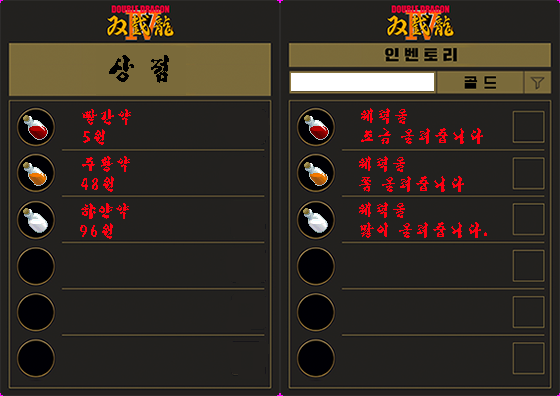 DOUBLE DRAGON
双截龍
IV
상 점
빨간약
5원
주황약
48원
하얀약
96원
DOUBLE DRAGON
双截龍
IV
인벤토리
골드
체력을
조금 올려줍니다
체력을
좀 올려줍니다
체력을
많이 올려줍니다.